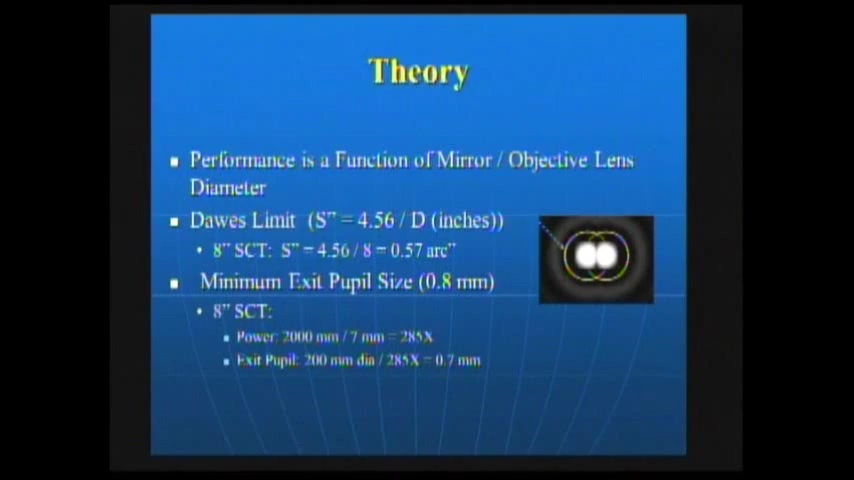 Theory
Performance is a Function of Mirror / Objective Lens
Diameter
Dawes Limit (S" = 4.56 / D (inches))
8" SCT: S" = 4.56 / 8 = 0.57 arc"
Minimum Exit Pupil Size (0.8 mm)
8" SCT:
Power: 2000 mm / 7 mm = 285X
Exit Pupil: 200 mm dia / 285X = 0.7 mm